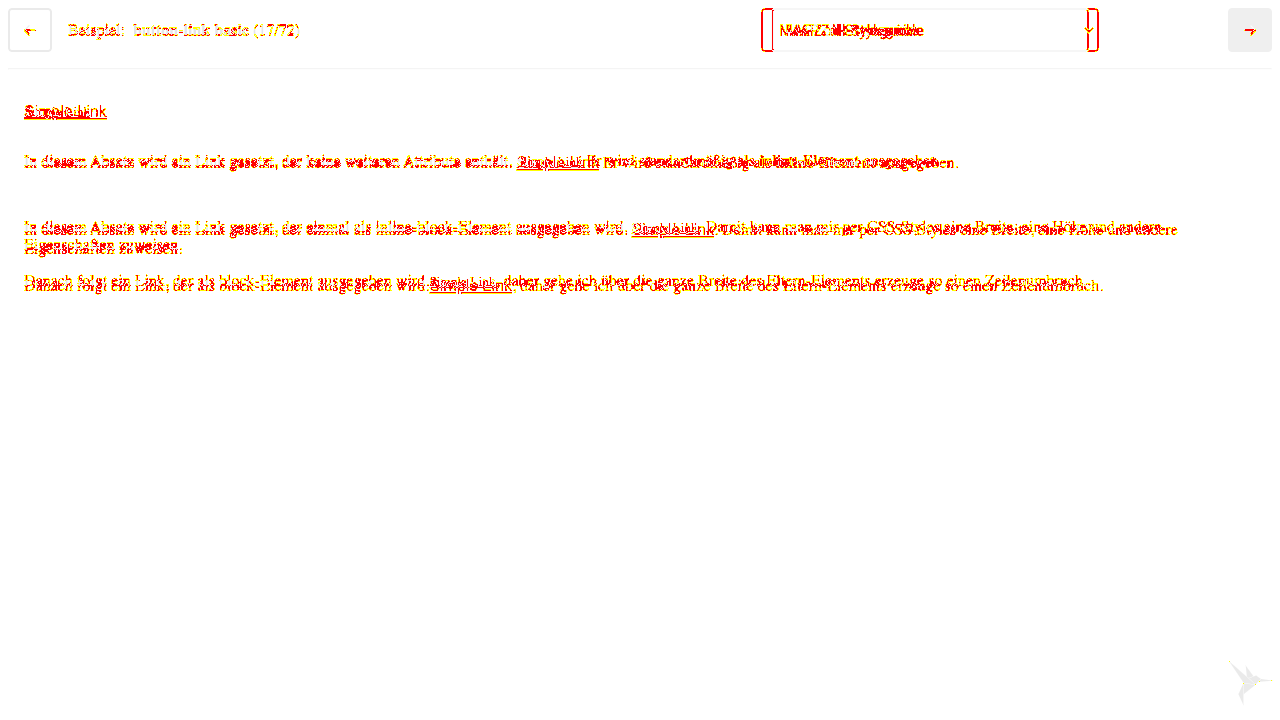 ← Beispiel: button-link basic (17/72) →
Simple Link
In diesem Absatz wird ein Link gesetzt, der keine weiteren Attribute enthält. Simple Link Er wird standardmäßig als inline-Element ausgegeben.
In diesem Absatz wird ein Link gesetzt, der einmal als inline-block-Element ausgegeben wird. Simple Link Damit kann man mir per CSS-Styles eine Breite, eine Höhe und andere
Eigenschaften zuweisen.
Danach folgt ein Link, der als block-Element ausgegeben wird Simple Link, daher gehe ich über die ganze Breite des Eltern-Elements erzeuge so einen Zeilenumbruch.